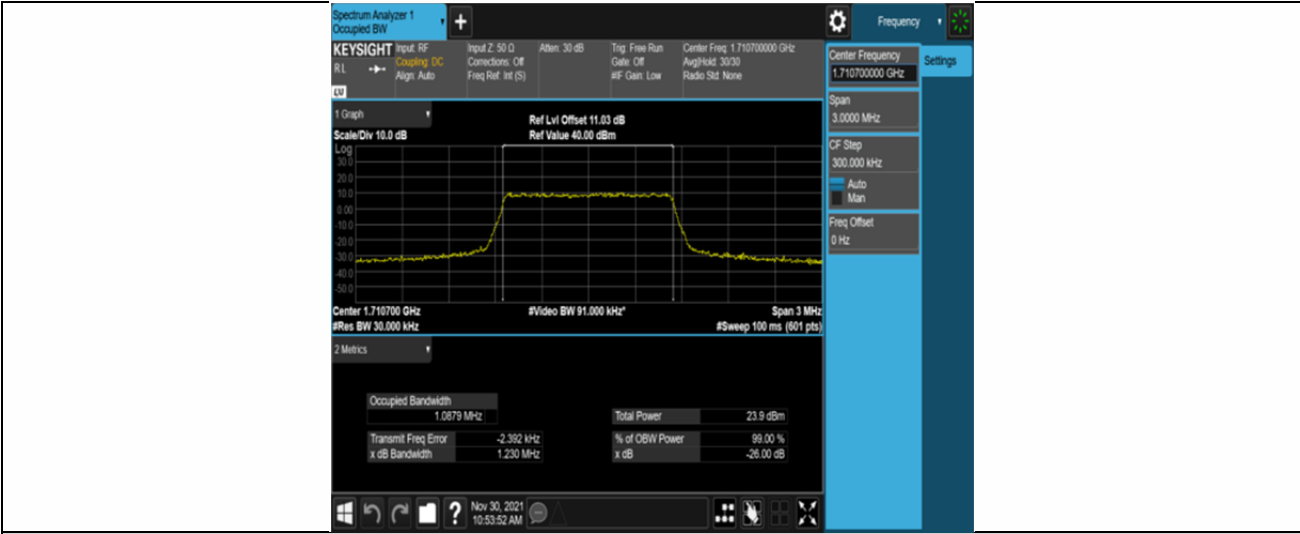 Spectrum Analyzer 1
Occupied BW
Frequency
KEYSIGHT
Input: RF
Input Z: 50 Ω
Atten: 30 dB
Trig: Free Run
Center Freq: 1.710700000 GHz
RL
Coupling: DC
Corrections: Off
Gate: Off
Avg|Hold: 30/30
Align: Auto
Freq Ref: Int (S)
#IF Gain: Low
Radio Std: None
Center Frequency
1.710700000 GHz
Settings
Span
3.0000 MHz
CF Step
300.000 kHz
Auto
Man
Freq Offset
0 Hz
1 Graph
Ref Lvl Offset 11.03 dB
Scale/Div 10.0 dB
Ref Value 40.00 dBm
Log
30.0
20.0
10.0
0.00
-10.0
-20.0
-30.0
-40.0
-50.0
Center 1.710700 GHz
#Video BW 91.000 kHz*
Span 3 MHz
#Res BW 30.000 kHz
#Sweep 100 ms (601 pts)
2 Metrics
Occupied Bandwidth
1.0879 MHz
Total Power
23.9 dBm
Transmit Freq Error
-2.392 kHz
% of OBW Power
99.00 %
x dB Bandwidth
1.230 MHz
x dB
-26.00 dB
?
Nov 30, 2021
10:53:52 AM